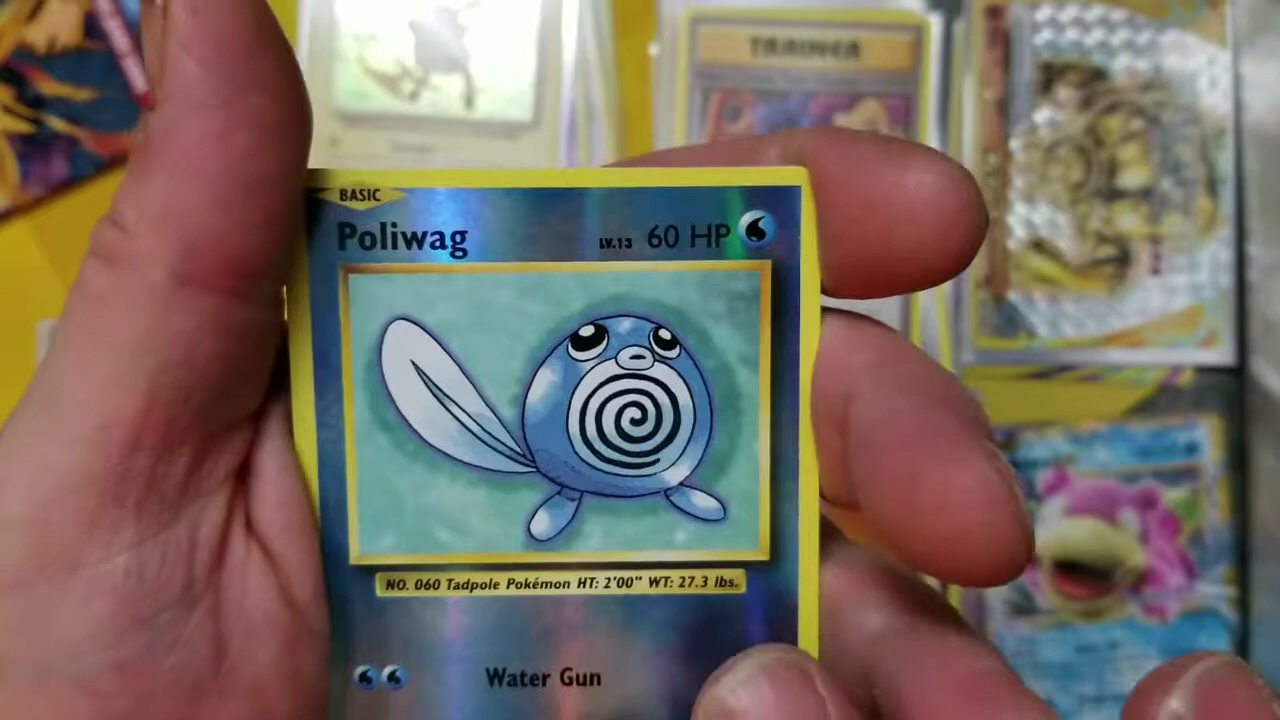 TRAINER
BASIC
Poliwag
LV.13 60 HP
NO. 060 Tadpole Pokémon HT: 2'00" WT: 27.3 lbs.
Water Gun